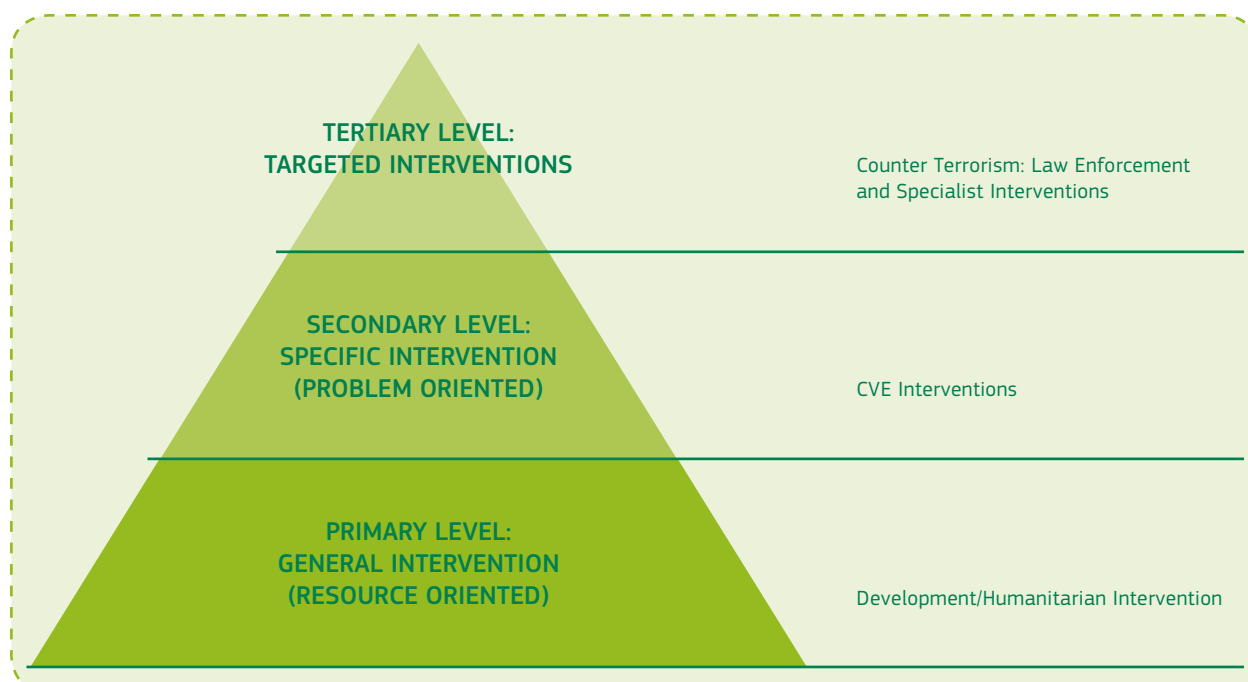 TERTIARY LEVEL:
TARGETED INTERVENTIONS
Counter Terrorism: Law Enforcement
and Specialist Interventions
SECONDARY LEVEL:
SPECIFIC INTERVENTION
(PROBLEM ORIENTED)
CVE Interventions
PRIMARY LEVEL:
GENERAL INTERVENTION
(RESOURCE ORIENTED)
Development/Humanitarian Intervention